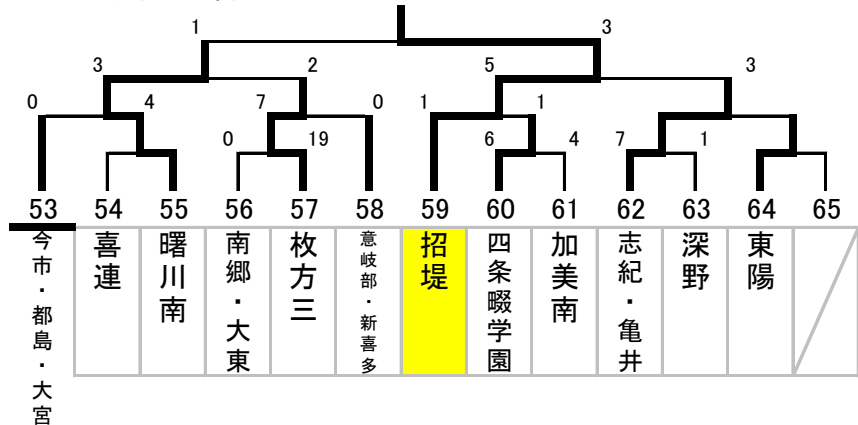 1 3
3 2 5 3
0 4 7 0 1 1
0 19 6 4 7 1
53 54 55 56 57 58 59 60 61 62 63 64 65
今市・都島・大宮
喜連
曙川南
南郷・大東
枚方三
意岐部・新喜多
招堤
四条畷学園
加美南
志紀・亀井
深野
東陽